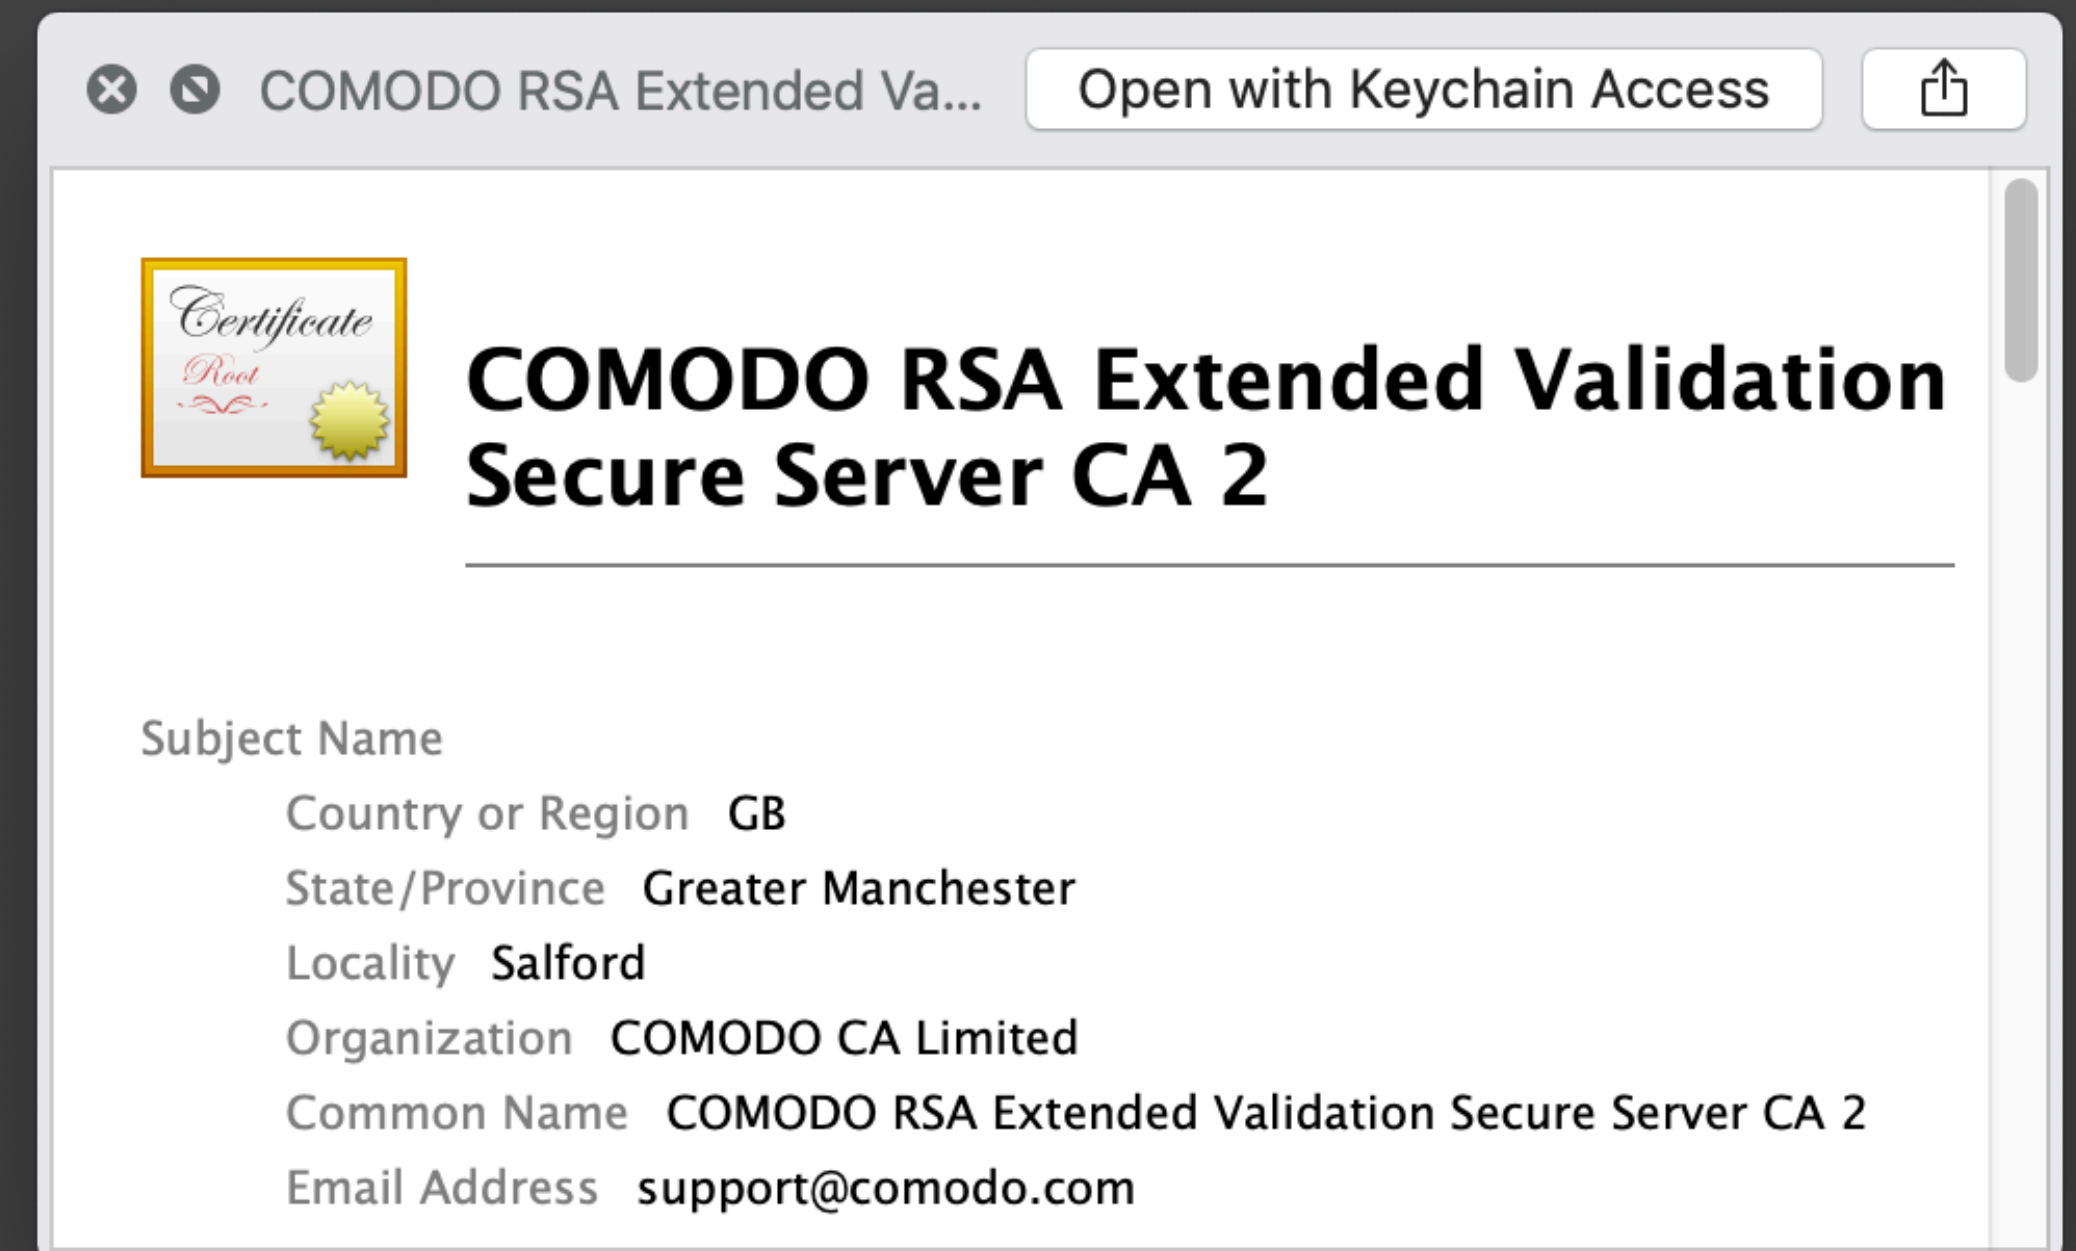 COMODO RSA Extended Va...
Open with Keychain Access
Certificate
Root
COMODO RSA Extended Validation
Secure Server CA 2
Subject Name
Country or Region GB
State/Province Greater Manchester
Locality Salford
Organization COMODO CA Limited
Common Name COMODO RSA Extended Validation Secure Server CA 2
Email Address support@comodo.com